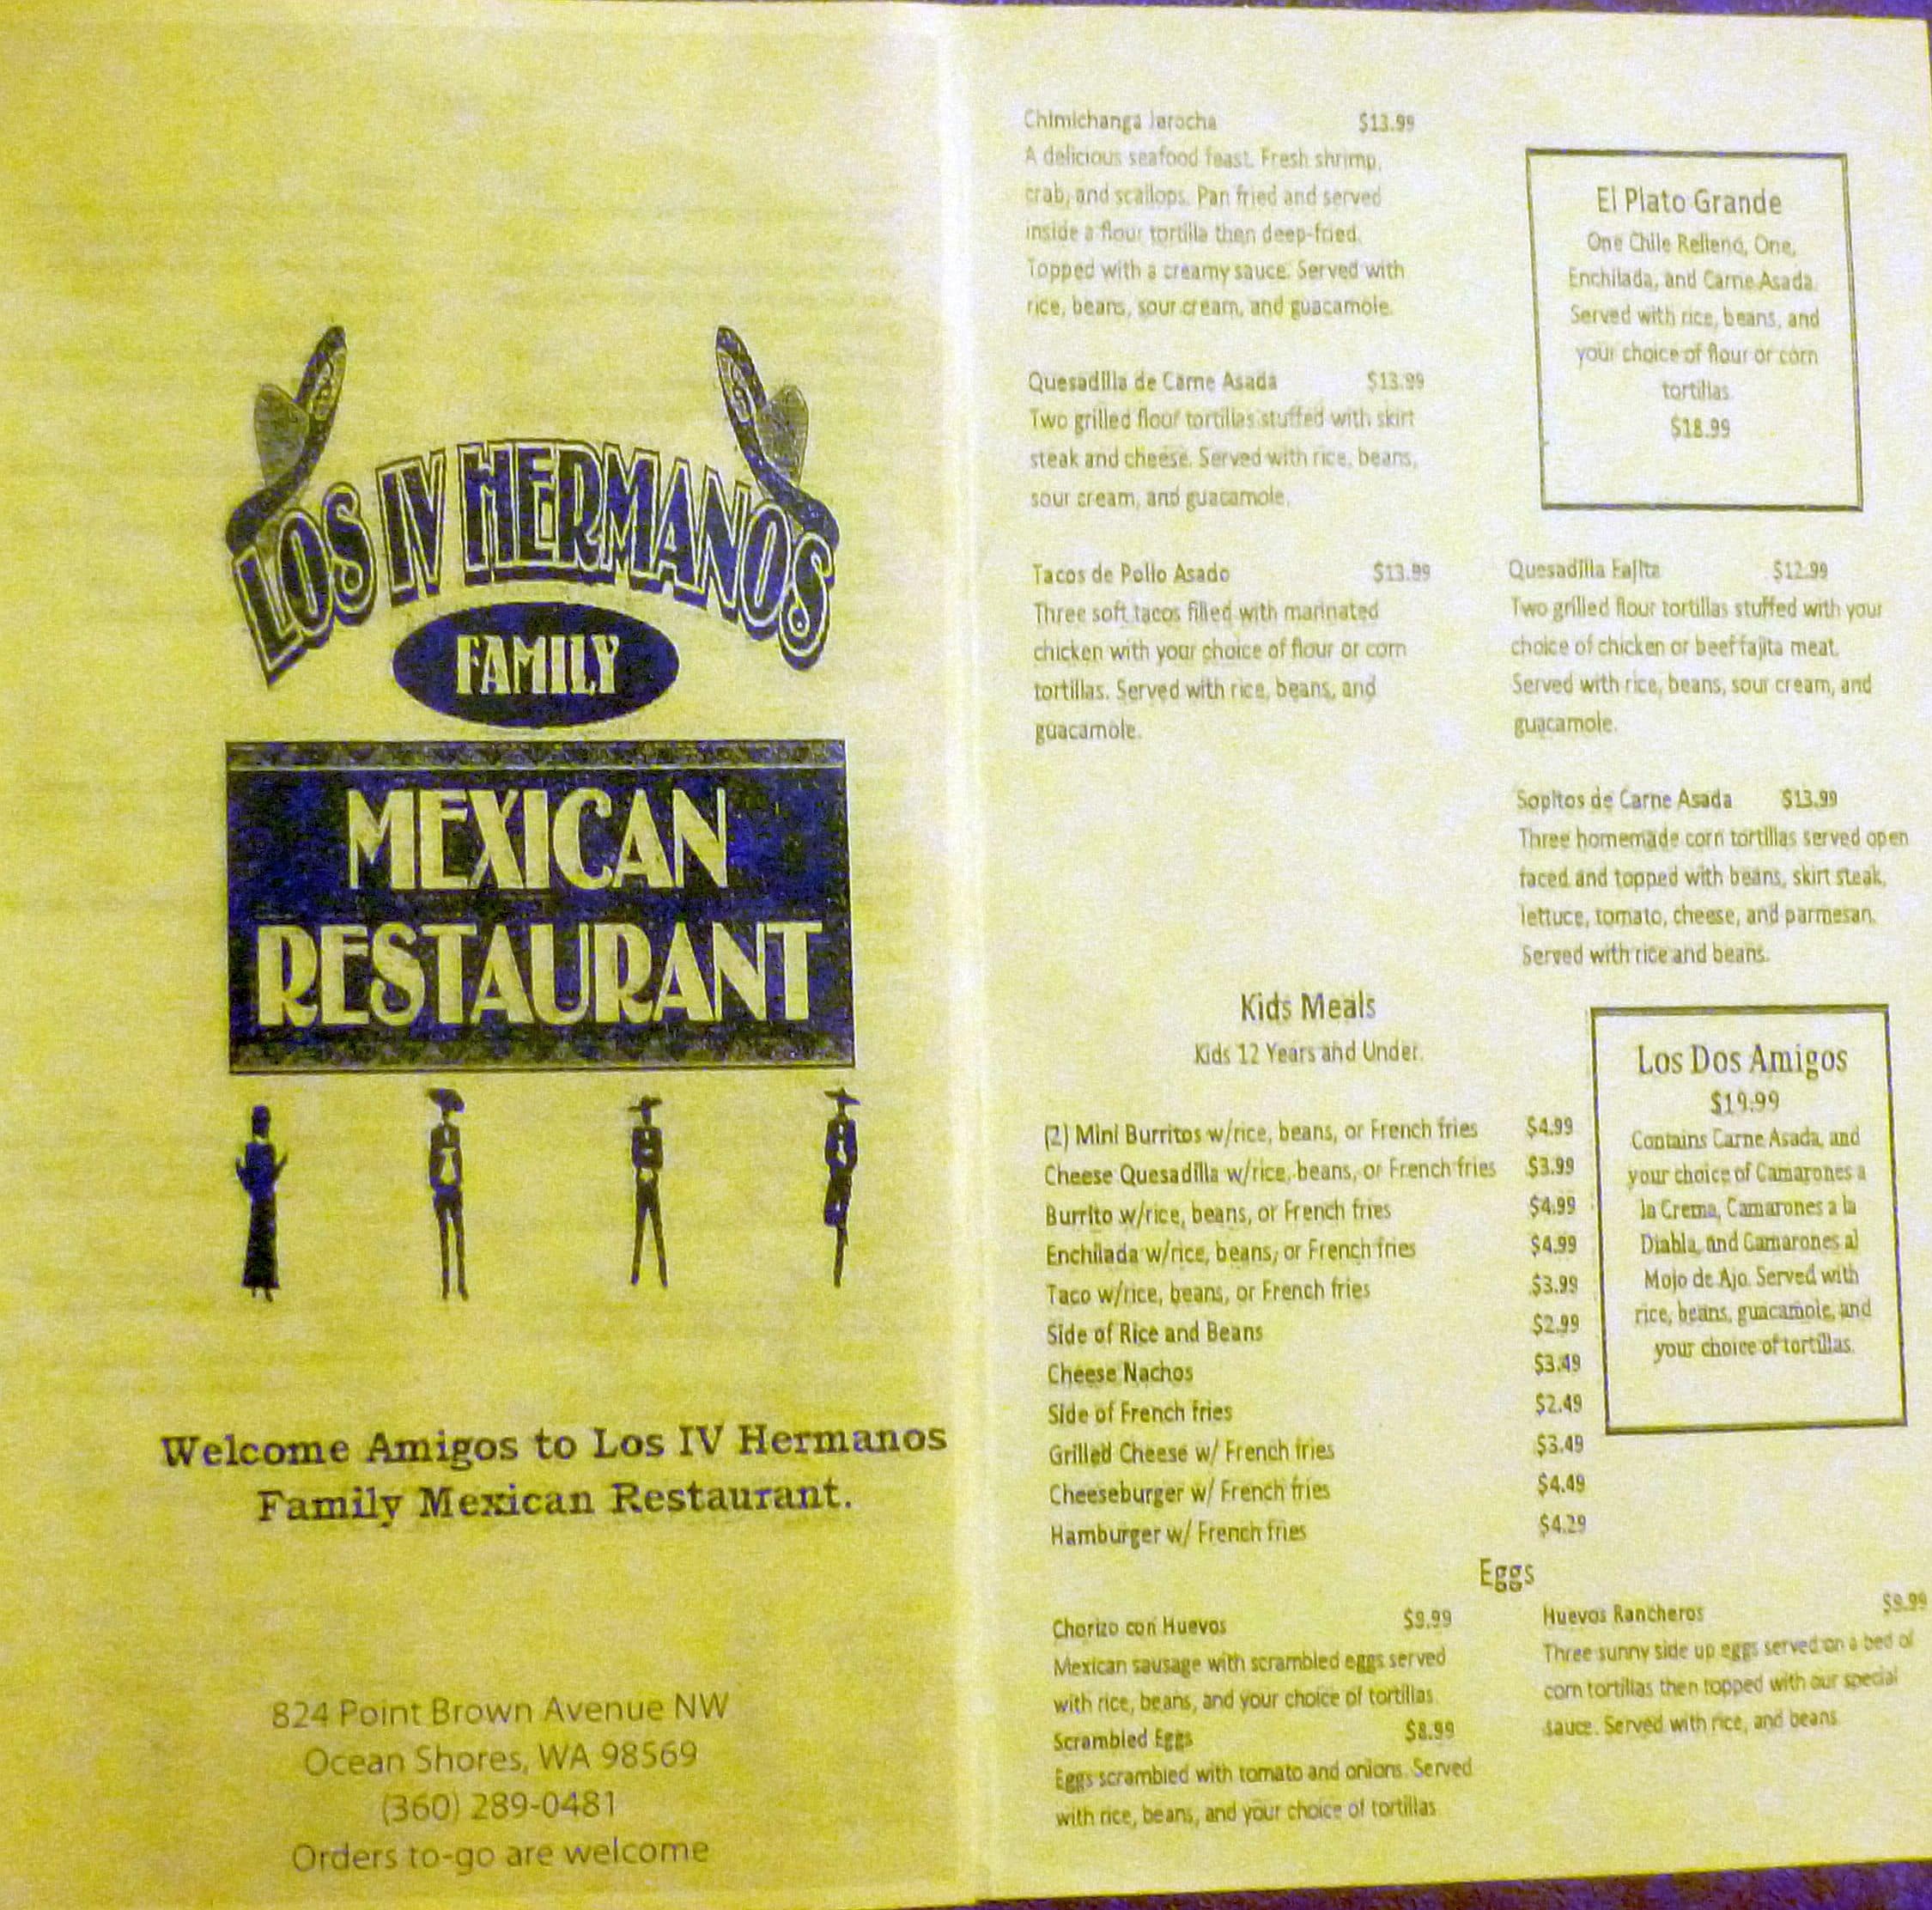 LOS IV HERMANOS
FAMILY
MEXICAN
RESTAURANT
Welcome Amigos to Los IV Hermanos
Family Mexican Restaurant.
824 Point Brown Avenue NW
Ocean Shores, WA 98569
(360) 289-0481
Orders to-go are welcome
Chimichanga Jarocha $13.99
A delicious seafood feast. Fresh shrimp,
crab, and scallops. Pan fried and served
inside a flour tortilla then deep-fried.
Topped with a creamy sauce. Served with
rice, beans, sour cream, and guacamole.
Quesadilla de Carne Asada $13.99
Two grilled flour tortillas stuffed with skirt
steak and cheese. Served with rice, beans,
sour cream, and guacamole.
Tacos de Pollo Asado $13.99
Three soft tacos filled with marinated
chicken with your choice of flour or corn
tortillas. Served with rice, beans, and
guacamole.
El Plato Grande
One Chile Relleno, One,
Enchilada, and Carne Asada.
Served with rice, beans, and
your choice of flour or corn
tortillas.
$18.99
Quesadilla Fajita $12.99
Two grilled flour tortillas stuffed with your
choice of chicken or beef fajita meat.
Served with rice, beans, sour cream, and
guacamole.
Sopitos de Carne Asada $13.99
Three homemade corn tortillas served open
faced and topped with beans, skirt steak,
lettuce, tomato, cheese, and parmesan.
Served with rice and beans.
Kids Meals
Kids 12 Years and Under.
(2) Mini Burritos w/rice, beans, or French fries $4.99
Cheese Quesadilla w/rice, beans, or French fries $3.99
Burrito w/rice, beans, or French fries $4.99
Enchilada w/rice, beans, or French fries $4.99
Taco w/rice, beans, or French fries $3.99
Side of Rice and Beans $2.99
Cheese Nachos $3.49
Side of French fries $2.49
Grilled Cheese w/ French fries $3.49
Cheeseburger w/ French fries $4.49
Hamburger w/ French fries $4.29
Los Dos Amigos
$19.99
Contains Carne Asada, and
your choice of Camarones a
la Crema, Camarones a la
Diabla, and Camarones al
Mojo de Ajo. Served with
rice, beans, guacamole, and
your choice of tortillas.
Eggs
Chorizo con Huevos $9.99
Mexican sausage with scrambled eggs served
with rice, beans, and your choice of tortillas.
Scrambled Eggs $8.99
Eggs scrambled with tomato and onions. Served
with rice, beans, and your choice of tortillas
Huevos Rancheros $9.99
Three sunny side up eggs served on a bed of
corn tortillas then topped with our special
sauce. Served with rice, and beans.